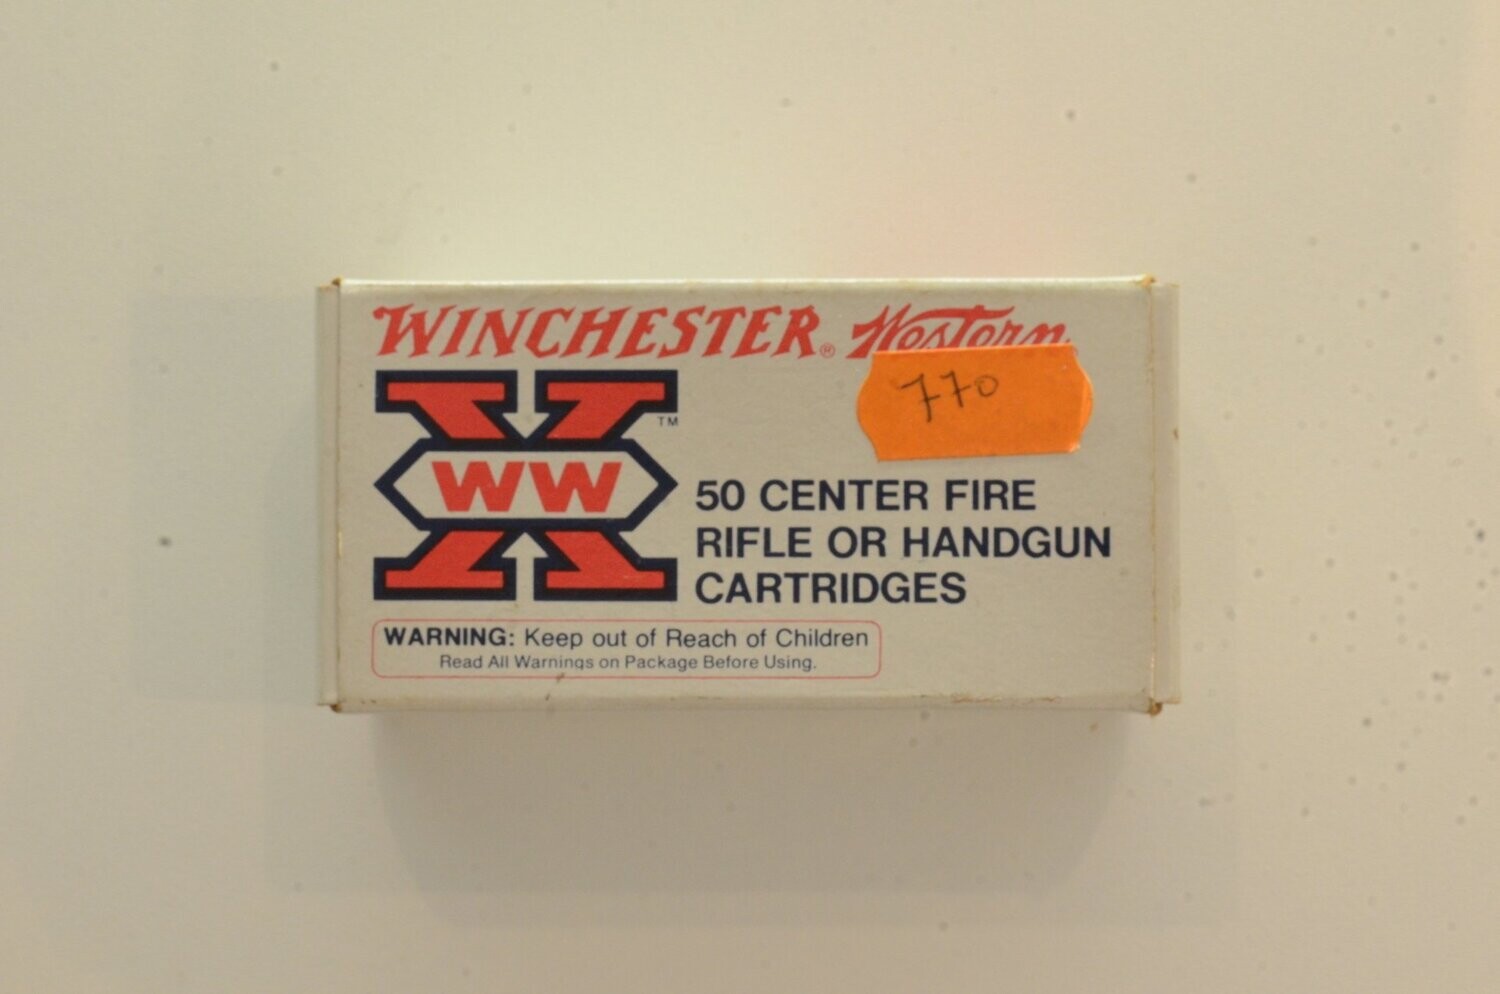 WINCHESTER® Western
770
TM
WW
50 CENTER FIRE
RIFLE OR HANDGUN
CARTRIDGES
WARNING: Keep out of Reach of Children
Read All Warnings on Package Before Using.